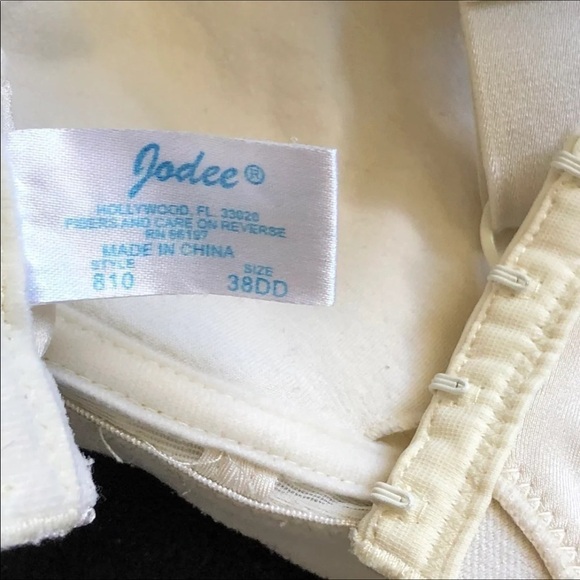 Jodee®
HOLLYWOOD, FL 33020
FIBERS AND CARE ON REVERSE
RN 66197
MADE IN CHINA
STYLE SIZE
810 38DD